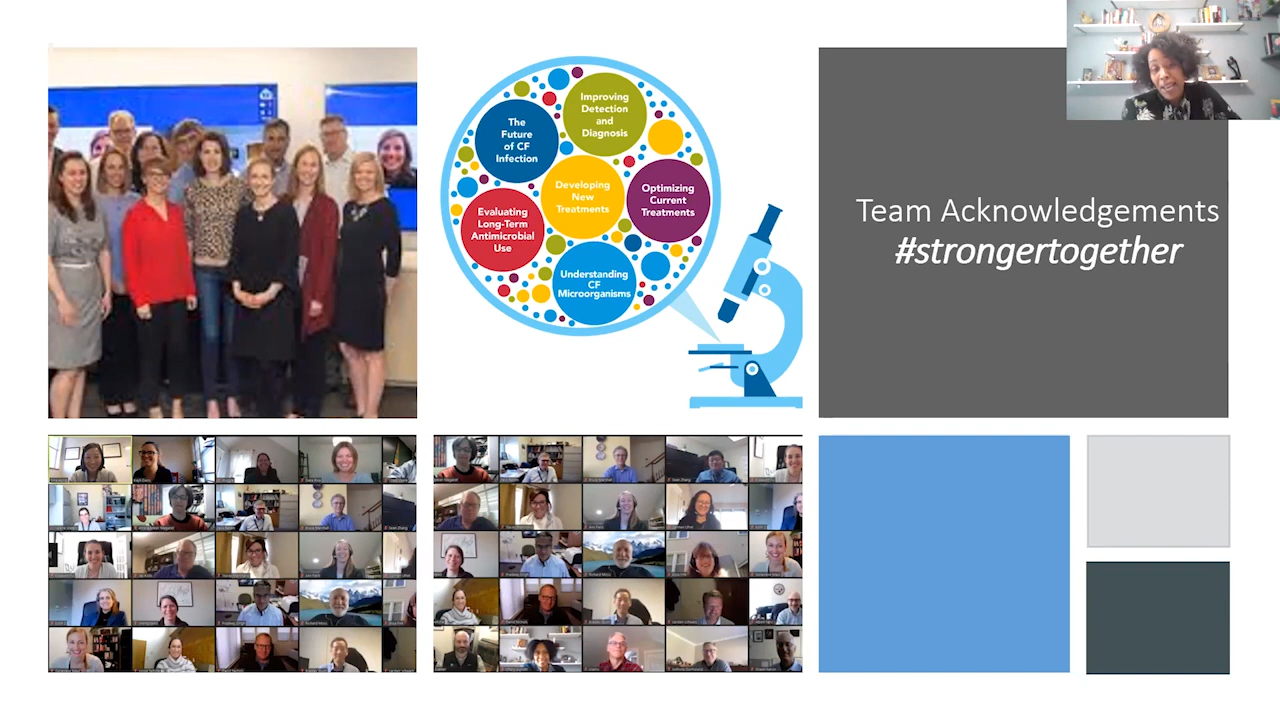 Improving
Detection
and
Diagnosis
The
Future
of CF
Infection
Developing
New
Treatments
Optimizing
Current
Treatments
Evaluating
Long-Term
Antimicrobial
Use
Understanding
CF
Microorganisms
Team Acknowledgements
#strongertogether